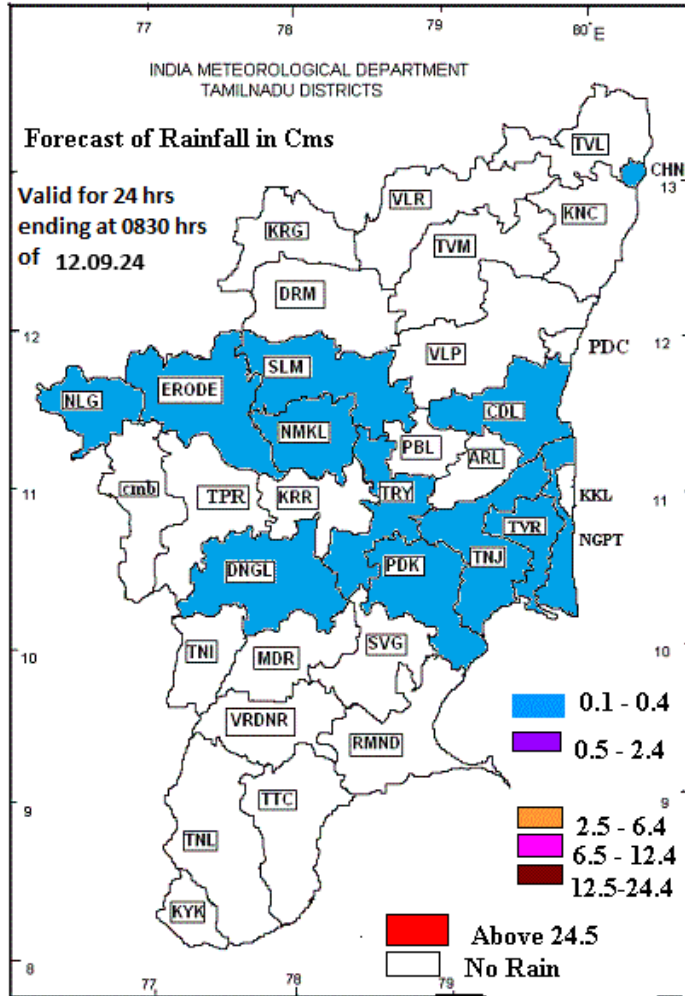 77 78 79 80 E
INDIA METEOROLOGICAL DEPARTMENT
TAMILNADU DISTRICTS
Forecast of Rainfall in Cms
TVL
CHN
13
Valid for 24 hrs
ending at 0830 hrs
of 12.09.24
VLR
KNC
KRG
TVM
DRM
12
12
VLP
PDC
SLM
ERODE
NLG
CDL
NMKL
PBL
ARL
11
cmb
TPR
KRR
TRY
KKL
11
TVR
NGPT
DNGL
PDK
TNJ
10
TNI
MDR
SVG
10
0.1 - 0.4
VRDNR
RMND
0.5 - 2.4
9
TTC
9
2.5 - 6.4
TNL
6.5 - 12.4
12.5-24.4
KYK
Above 24.5
No Rain
8
77 78 79